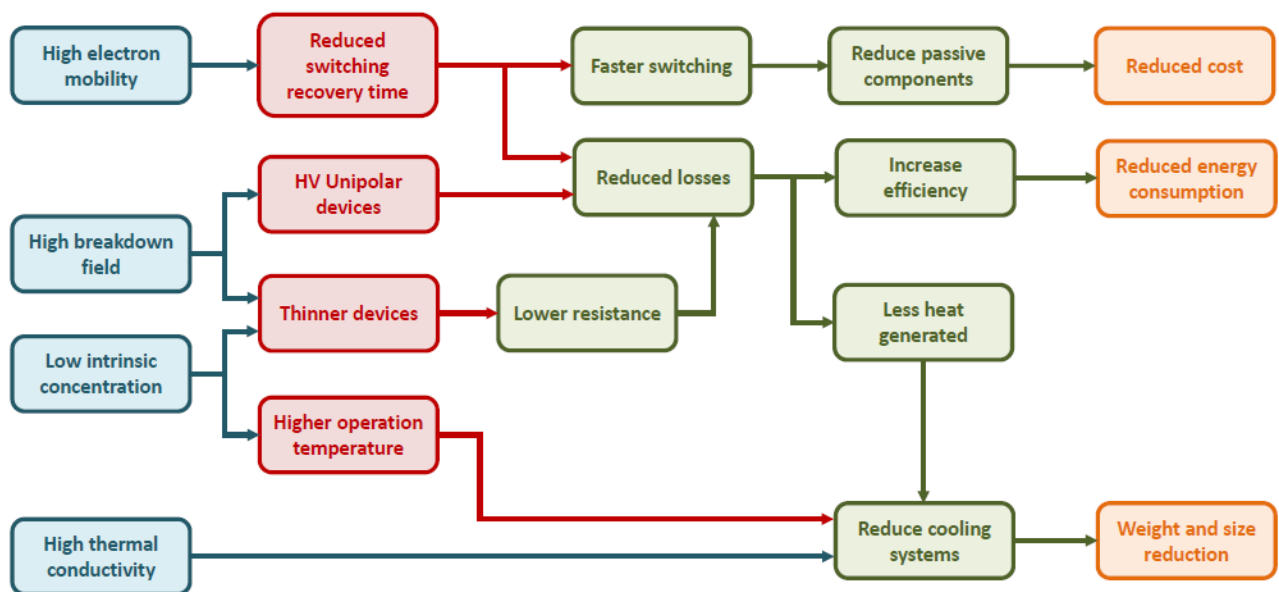 High electron
mobility
Reduced
switching
recovery time
Faster switching
Reduce passive
components
Reduced cost
HV Unipolar
devices
Reduced losses
Increase
efficiency
Reduced energy
consumption
High breakdown
field
Thinner devices
Lower resistance
Less heat
generated
Low intrinsic
concentration
Higher operation
temperature
High thermal
conductivity
Reduce cooling
systems
Weight and size
reduction